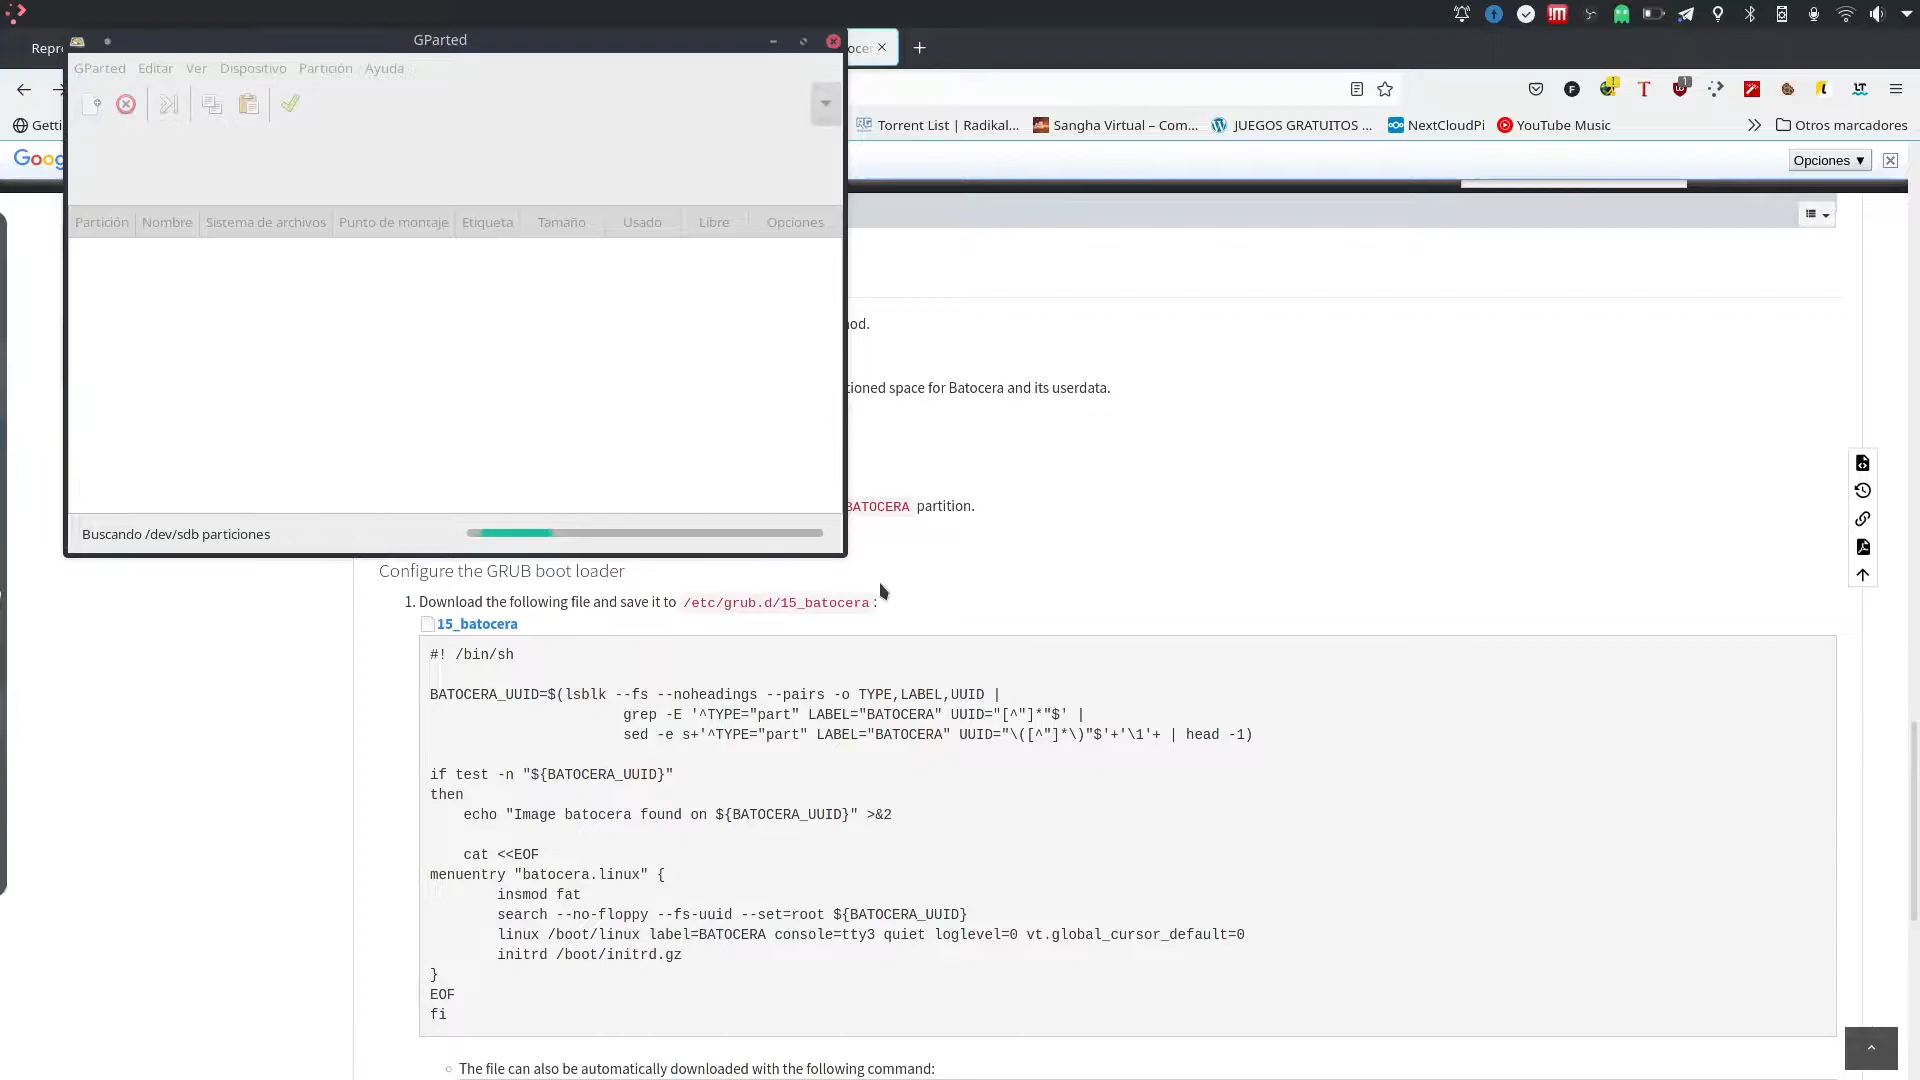 GParted
GParted Editar Ver Dispositivo Partición Ayuda
Partición Nombre Sistema de archivos Punto de montaje Etiqueta Tamaño Usado Libre Opciones
Buscando /dev/sdb particiones
Repr
ocer
Getti
Torrent List | Radikal...
Sangha Virtual – Com...
JUEGOS GRATUITOS ...
NextCloudPi
YouTube Music
Otros marcadores
Goog
Opciones ▼
od.
tioned space for Batocera and its userdata.
BATOCERA partition.
Configure the GRUB boot loader
1. Download the following file and save it to /etc/grub.d/15_batocera :
15_batocera
#! /bin/sh
BATOCERA_UUID=$(lsblk --fs --noheadings --pairs -o TYPE,LABEL,UUID |
grep -E '^TYPE="part" LABEL="BATOCERA" UUID="[^"]*"$' |
sed -e s+'^TYPE="part" LABEL="BATOCERA" UUID="\([^"]*\)"$'+'\1'+ | head -1)
if test -n "${BATOCERA_UUID}"
then
echo "Image batocera found on ${BATOCERA_UUID}" >&2
cat <<EOF
menuentry "batocera.linux" {
insmod fat
search --no-floppy --fs-uuid --set=root ${BATOCERA_UUID}
linux /boot/linux label=BATOCERA console=tty3 quiet loglevel=0 vt.global_cursor_default=0
initrd /boot/initrd.gz
}
EOF
fi
The file can also be automatically downloaded with the following command: